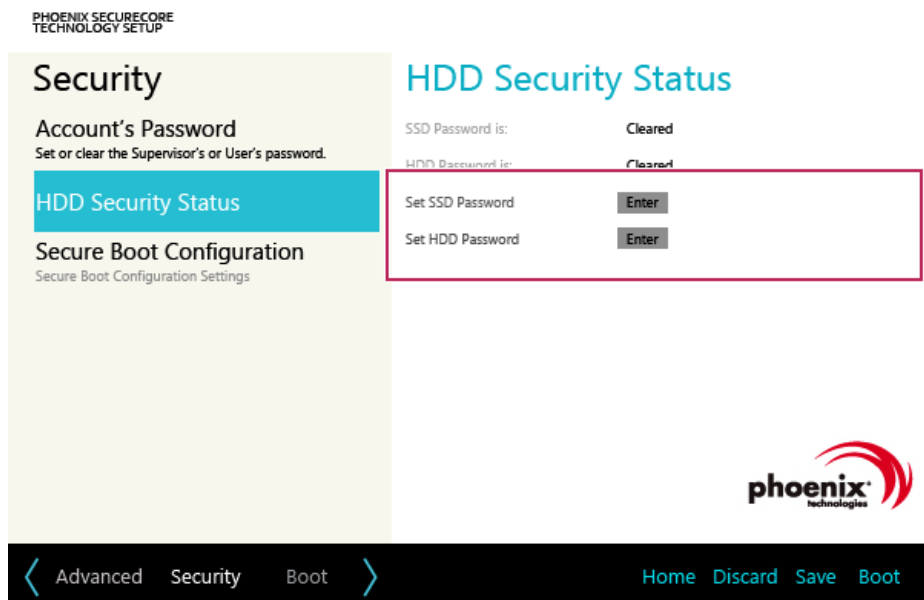 PHOENIX SECURECORE
TECHNOLOGY SETUP
Security
Account's Password
Set or clear the Supervisor's or User's password.
HDD Security Status
Secure Boot Configuration
Secure Boot Configuration Settings
HDD Security Status
SSD Password is: Cleared
HDD Password is: Cleared
Set SSD Password Enter
Set HDD Password Enter
phoenix
technologies
Advanced Security Boot Home Discard Save Boot